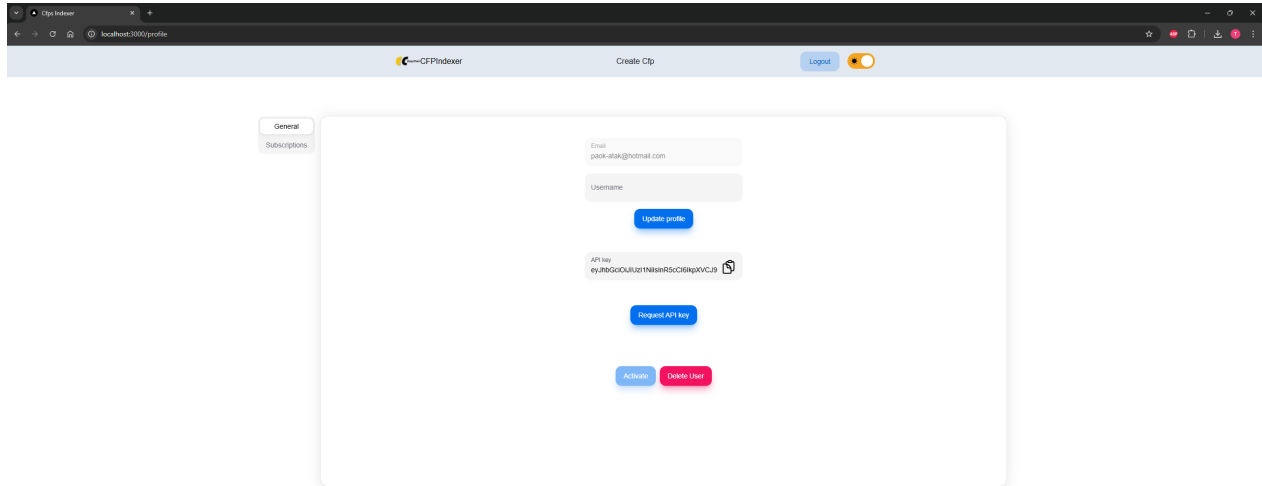 Cfps Indexer
localhost:3000/profile
CFPIndexer
Create Cfp
Logout
General
Subscriptions
Email
paok-atak@hotmail.com
Username
Update profile
API key
eyJhbGciOiJIUzI1NiIsInR5cCI6IkpXVCJ9
Request API key
Activate
Delete User